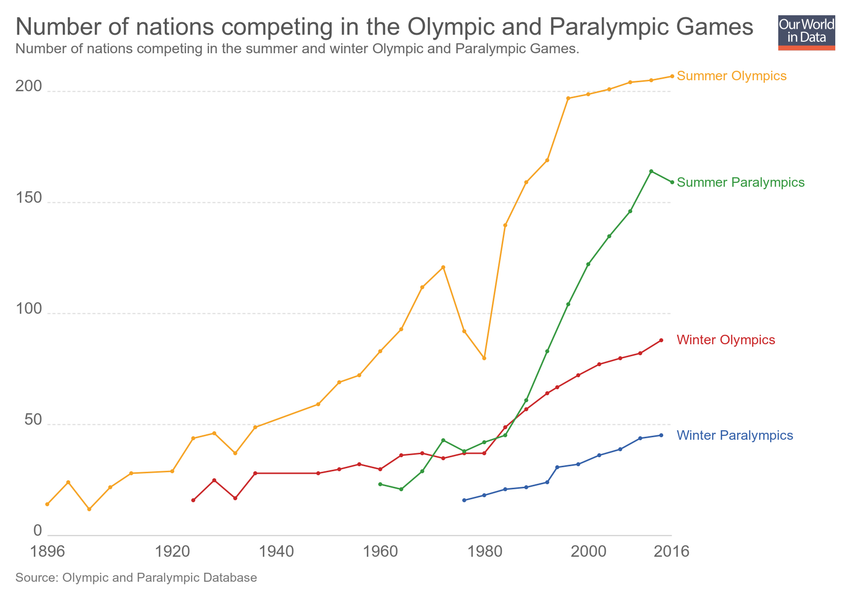 Number of nations competing in the Olympic and Paralympic Games
Number of nations competing in the summer and winter Olympic and Paralympic Games.
Our World
in Data
200
150
100
50
0
Summer Olympics
Summer Paralympics
Winter Olympics
Winter Paralympics
1896 1920 1940 1960 1980 2000 2016
Source: Olympic and Paralympic Database